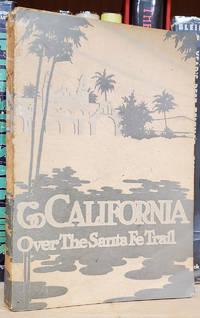 To CALIFORNIA
Over The Santa Fe Trail